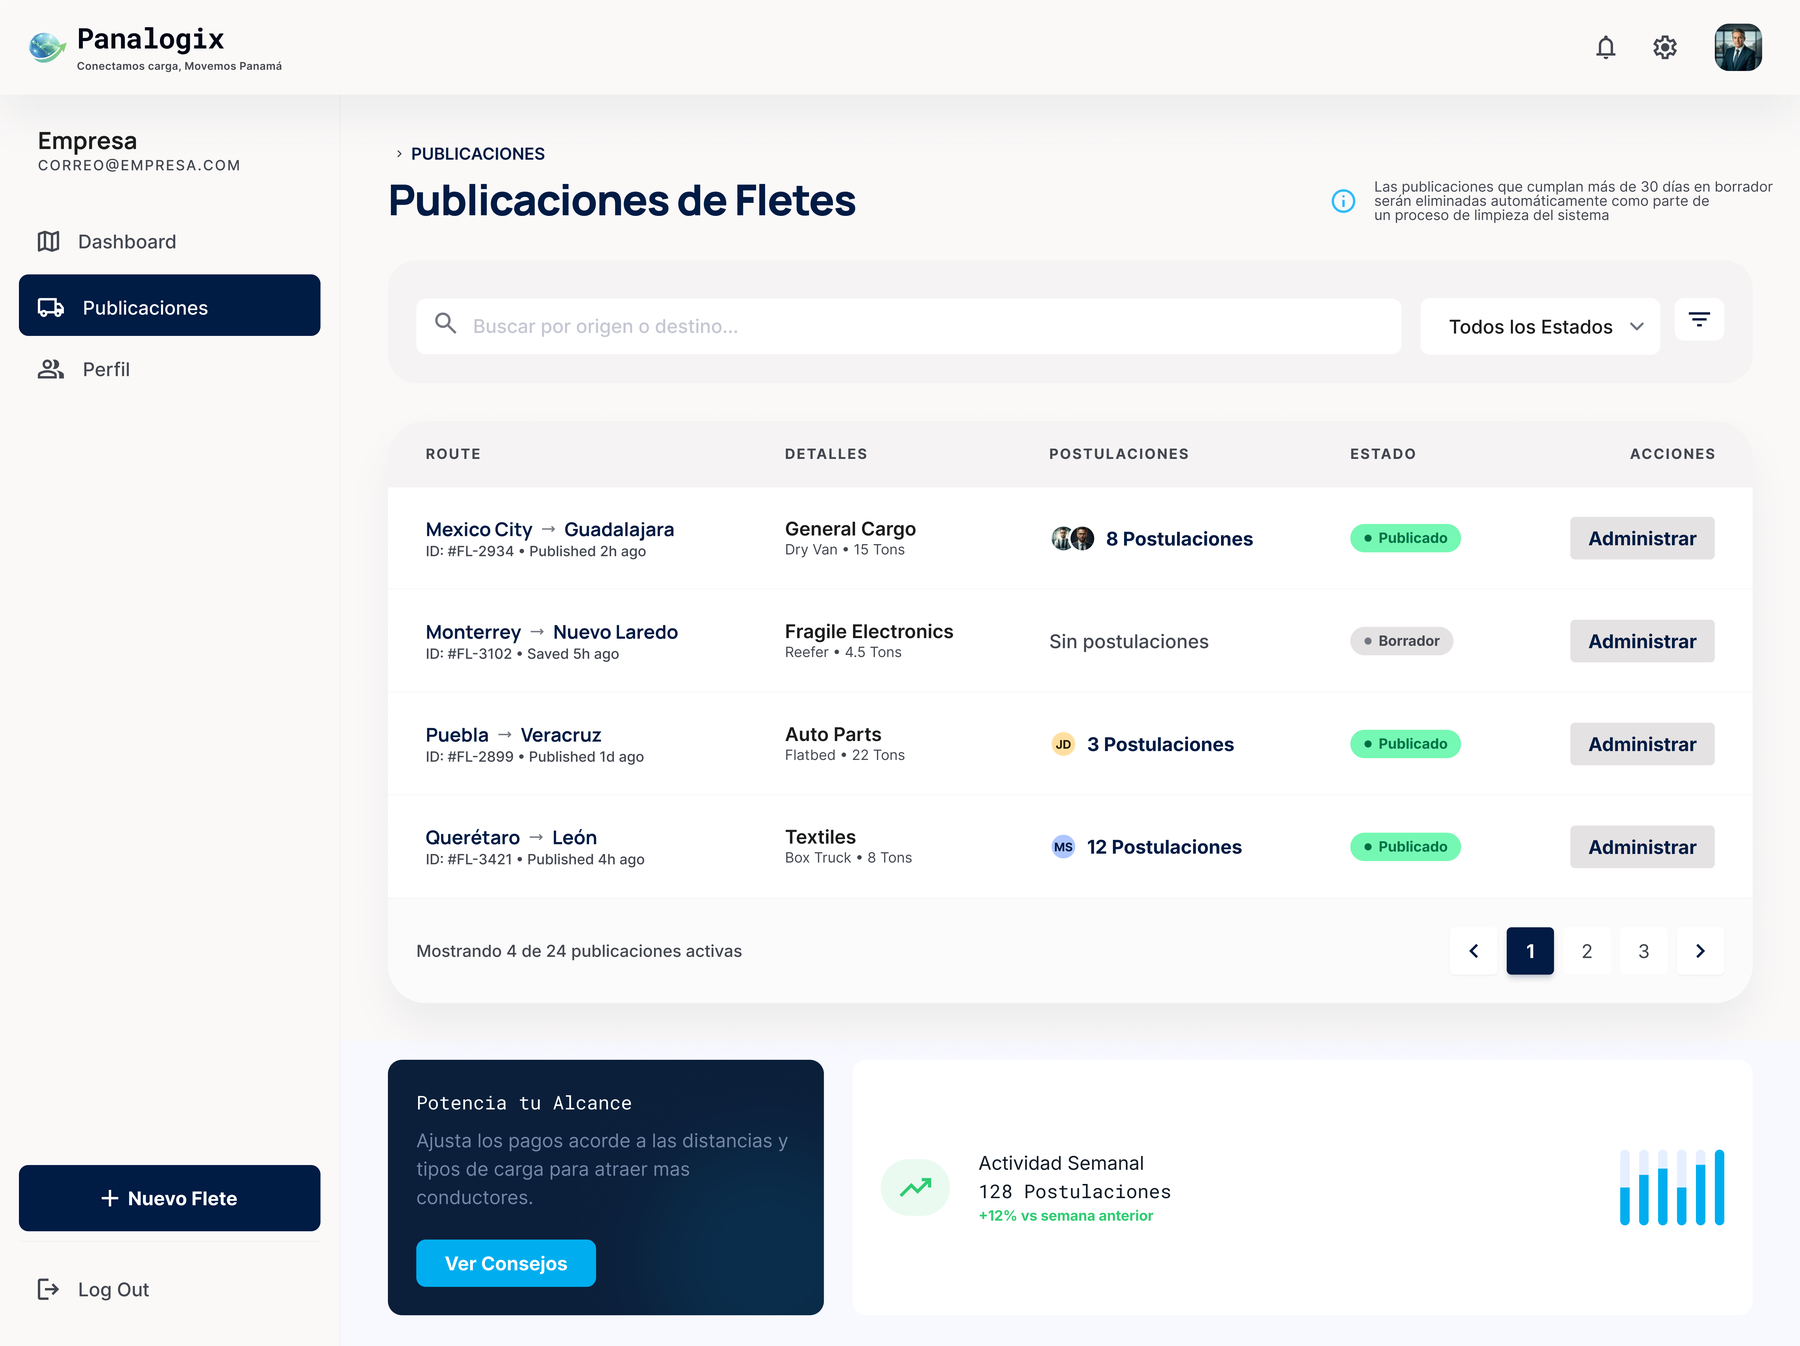 Panalogix
Conectamos carga, Movemos Panamá
Empresa
CORREO@EMPRESA.COM
Dashboard
Publicaciones
Perfil
Nuevo Flete
Log Out
› PUBLICACIONES
Publicaciones de Fletes
Las publicaciones que cumplan más de 30 días en borrador
serán eliminadas automáticamente como parte de
un proceso de limpieza del sistema
Buscar por origen o destino...
Todos los Estados
ROUTE DETALLES POSTULACIONES ESTADO ACCIONES
Mexico City → Guadalajara
ID: #FL-2934 • Published 2h ago
General Cargo
Dry Van • 15 Tons
8 Postulaciones
Publicado
Administrar
Monterrey → Nuevo Laredo
ID: #FL-3102 • Saved 5h ago
Fragile Electronics
Reefer • 4.5 Tons
Sin postulaciones
Borrador
Administrar
Puebla → Veracruz
ID: #FL-2899 • Published 1d ago
Auto Parts
Flatbed • 22 Tons
JD
3 Postulaciones
Publicado
Administrar
Querétaro → León
ID: #FL-3421 • Published 4h ago
Textiles
Box Truck • 8 Tons
MS
12 Postulaciones
Publicado
Administrar
Mostrando 4 de 24 publicaciones activas
1 2 3
Potencia tu Alcance
Ajusta los pagos acorde a las distancias y
tipos de carga para atraer mas
conductores.
Ver Consejos
Actividad Semanal
128 Postulaciones
+12% vs semana anterior